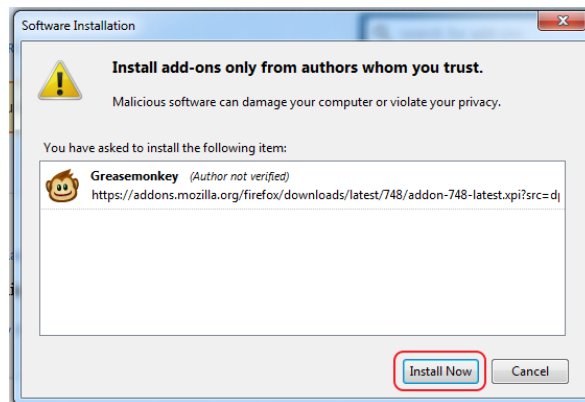 Software Installation
Install add-ons only from authors whom you trust.
Malicious software can damage your computer or violate your privacy.
You have asked to install the following item:
Greasemonkey (Author not verified)
https://addons.mozilla.org/firefox/downloads/latest/748/addon-748-latest.xpi?src=d
Install Now
Cancel